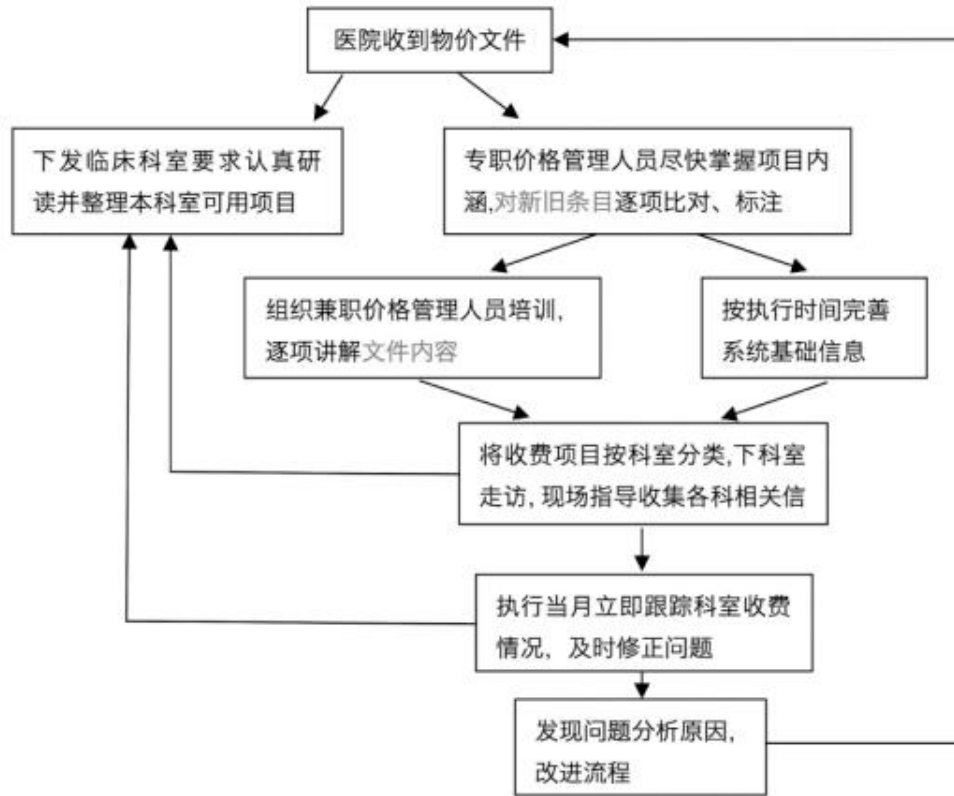 医院收到物价文件
下发临床科室要求认真研
读并整理本科室可用项目
专职价格管理人员尽快掌握项目内
涵,对新旧条目逐项比对、标注
组织兼职价格管理人员培训,
逐项讲解文件内容
按执行时间完善
系统基础信息
将收费项目按科室分类,下科室
走访,现场指导收集各科相关信
执行当月立即跟踪科室收费
情况,及时修正问题
发现问题分析原因,
改进流程